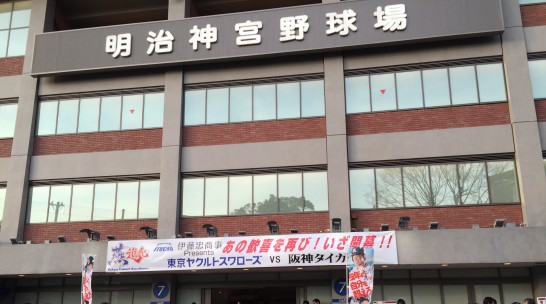 明治神宮野球場
伊藤忠商事
Presents
あの歓喜を再び！いざ開幕!!
東京ヤクルトスワローズ VS 阪神タイガ
7
7